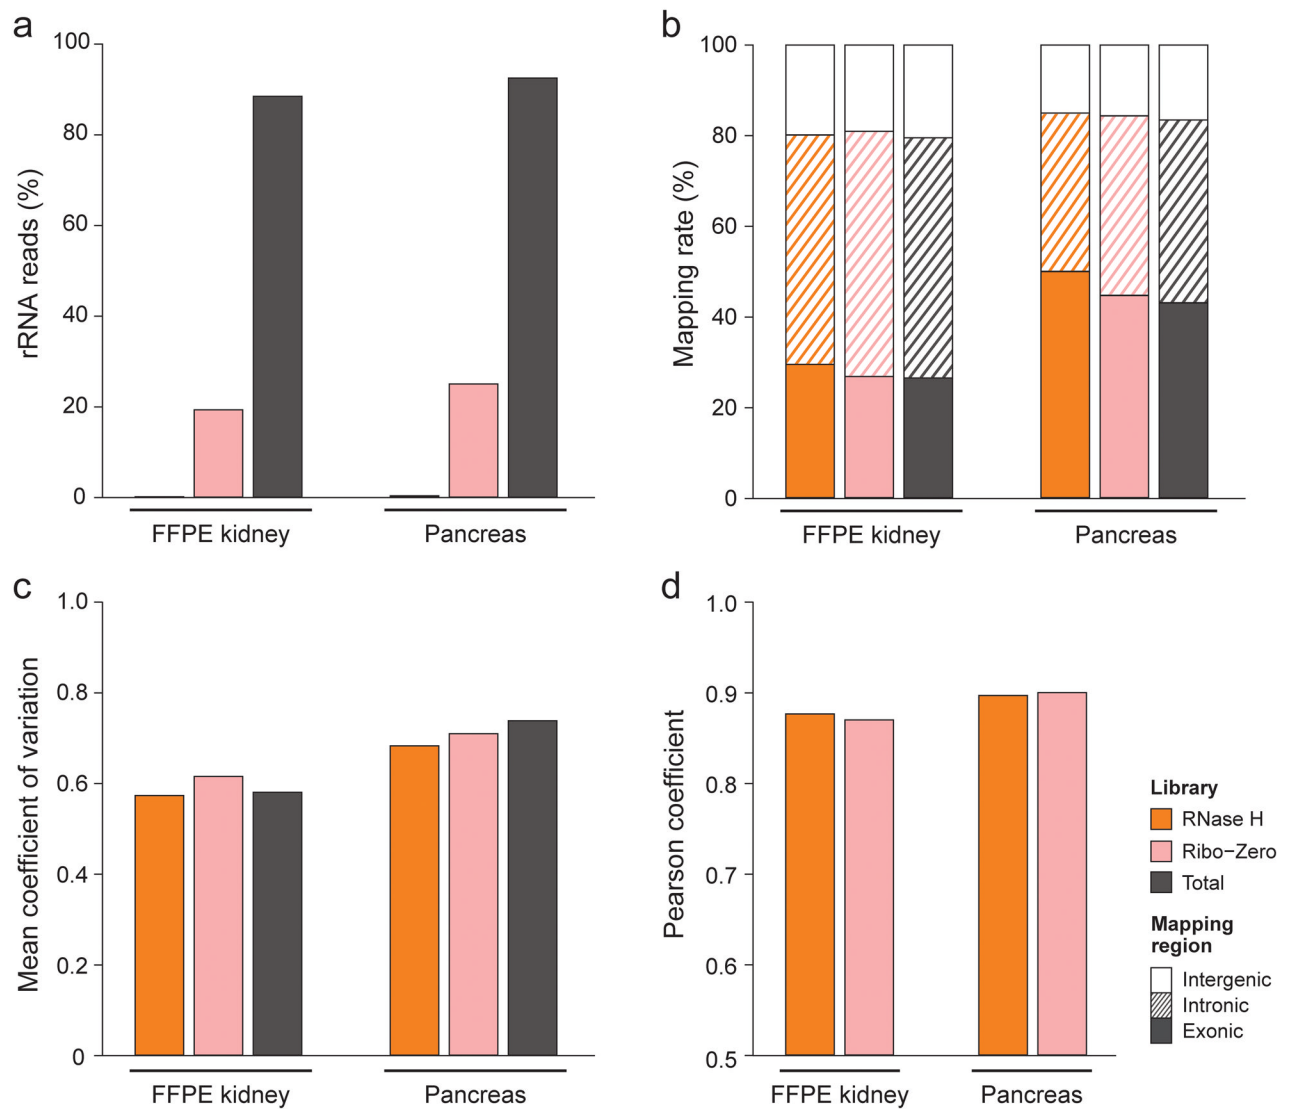 a
100
80
60
40
20
0
rRNA reads (%)
FFPE kidney
Pancreas
b
100
80
60
40
20
0
Mapping rate (%)
FFPE kidney
Pancreas
c
1.0
0.8
0.6
0.4
0.2
0
Mean coefficient of variation
FFPE kidney
Pancreas
d
1.0
0.9
0.8
0.7
0.6
0.5
Pearson coefficient
FFPE kidney
Pancreas
Library
RNase H
Ribo−Zero
Total
Mapping
region
Intergenic
Intronic
Exonic